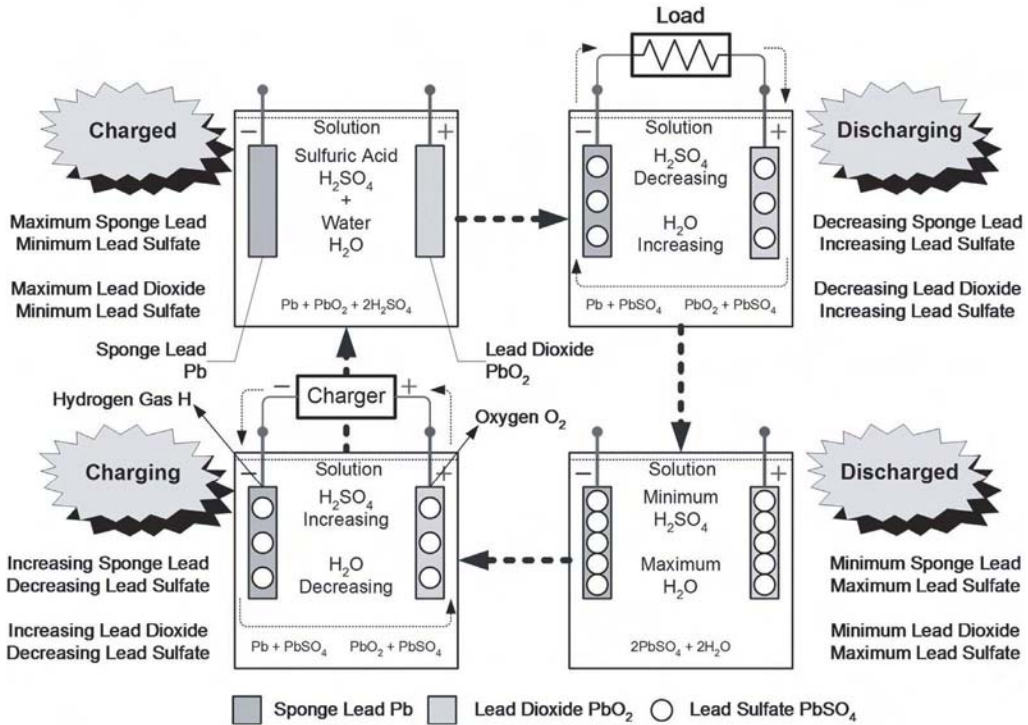 Load
Charged
− +
Solution
Sulfuric Acid
H₂SO₄
+
Water
H₂O
Pb + PbO₂ + 2H₂SO₄
Maximum Sponge Lead
Minimum Lead Sulfate
Maximum Lead Dioxide
Minimum Lead Sulfate
Sponge Lead
Pb
Lead Dioxide
PbO₂
− +
Solution
H₂SO₄
Decreasing
H₂O
Increasing
Pb + PbSO₄ PbO₂ + PbSO₄
Discharging
Decreasing Sponge Lead
Increasing Lead Sulfate
Decreasing Lead Dioxide
Increasing Lead Sulfate
− Charger +
Hydrogen Gas H
Oxygen O₂
Charging
− +
Solution
H₂SO₄
Increasing
H₂O
Decreasing
Pb + PbSO₄ PbO₂ + PbSO₄
Increasing Sponge Lead
Decreasing Lead Sulfate
Increasing Lead Dioxide
Decreasing Lead Sulfate
− +
Solution
Minimum
H₂SO₄
Maximum
H₂O
2PbSO₄ + 2H₂O
Discharged
Minimum Sponge Lead
Maximum Lead Sulfate
Minimum Lead Dioxide
Maximum Lead Sulfate
Sponge Lead Pb Lead Dioxide PbO₂ Lead Sulfate PbSO₄